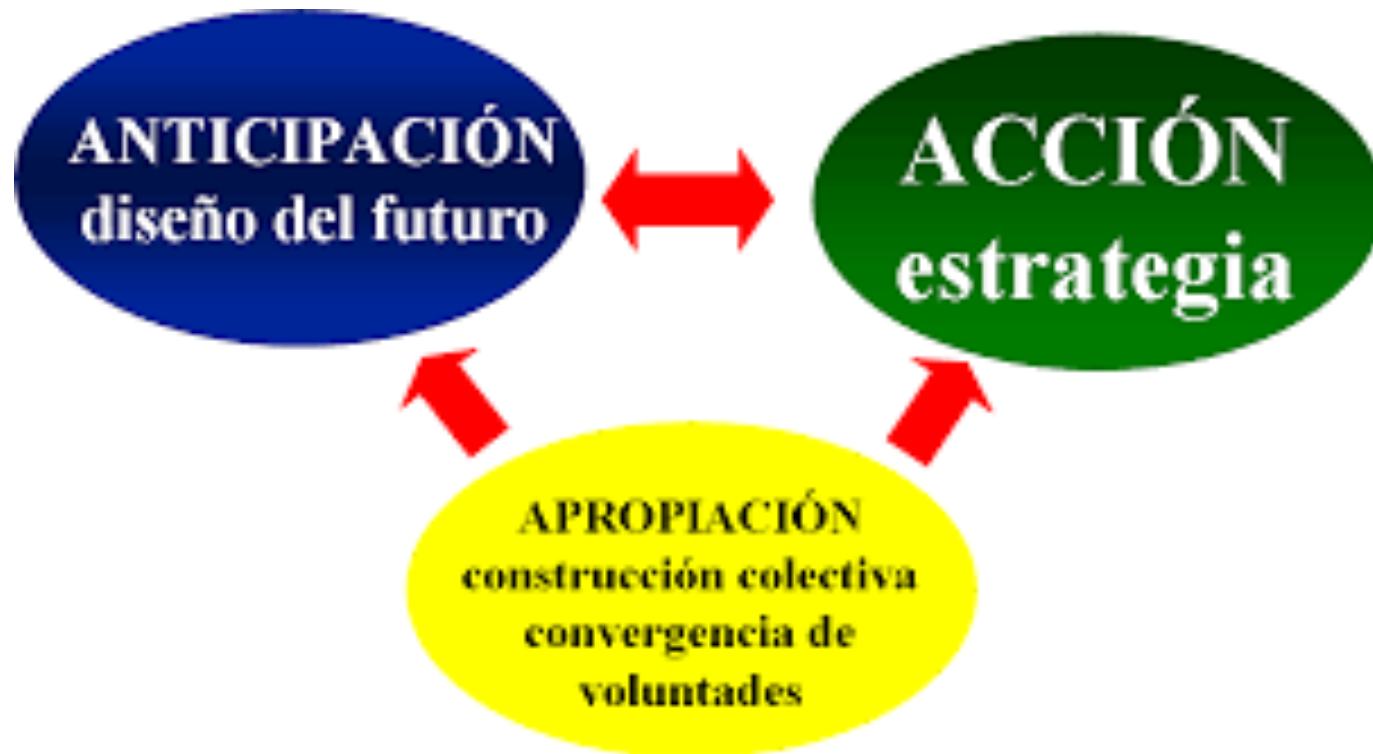 ANTICIPACIÓN
diseño del futuro
ACCIÓN
estrategia
APROPIACIÓN
construcción colectiva
convergencia de
voluntades